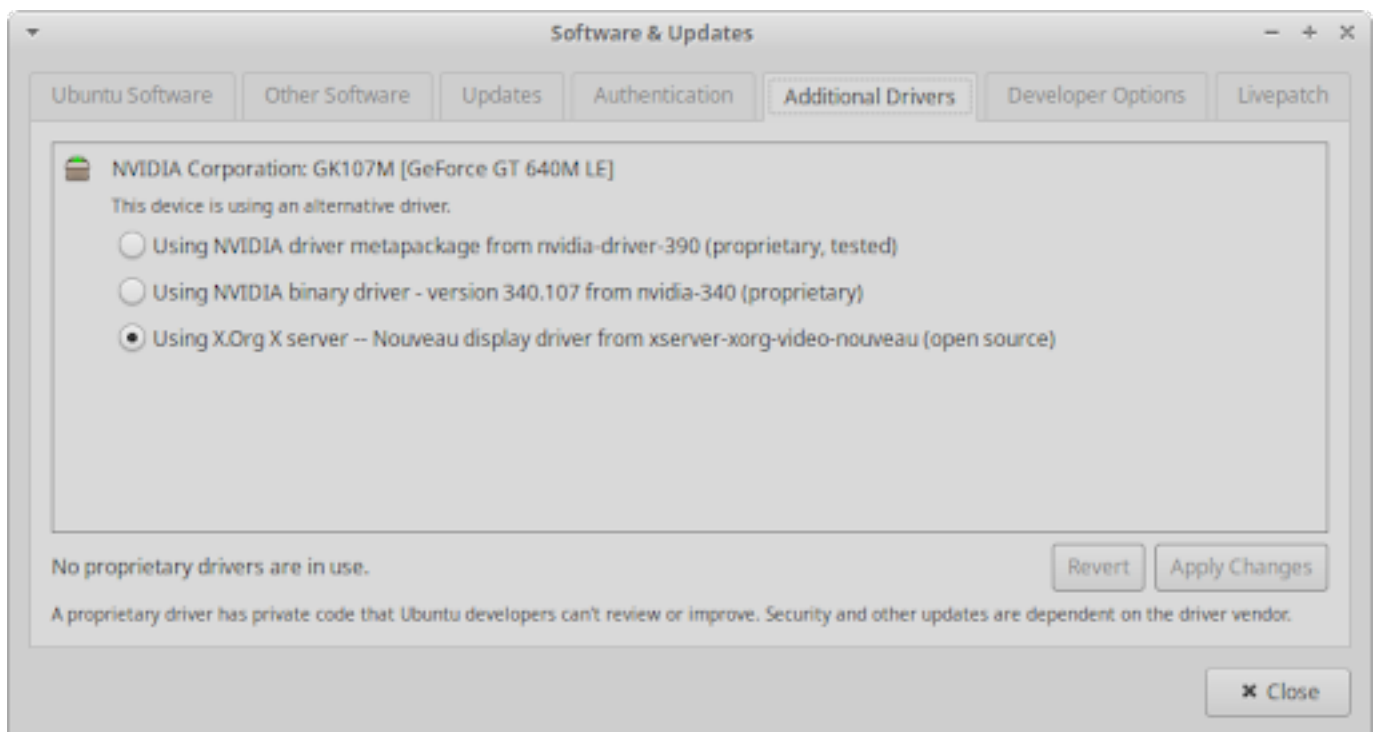 Software & Updates
Ubuntu Software Other Software Updates Authentication Additional Drivers Developer Options Livepatch
NVIDIA Corporation: GK107M [GeForce GT 640M LE]
This device is using an alternative driver.
Using NVIDIA driver metapackage from nvidia-driver-390 (proprietary, tested)
Using NVIDIA binary driver - version 340.107 from nvidia-340 (proprietary)
Using X.Org X server -- Nouveau display driver from xserver-xorg-video-nouveau (open source)
No proprietary drivers are in use. Revert Apply Changes
A proprietary driver has private code that Ubuntu developers can't review or improve. Security and other updates are dependent on the driver vendor.
Close